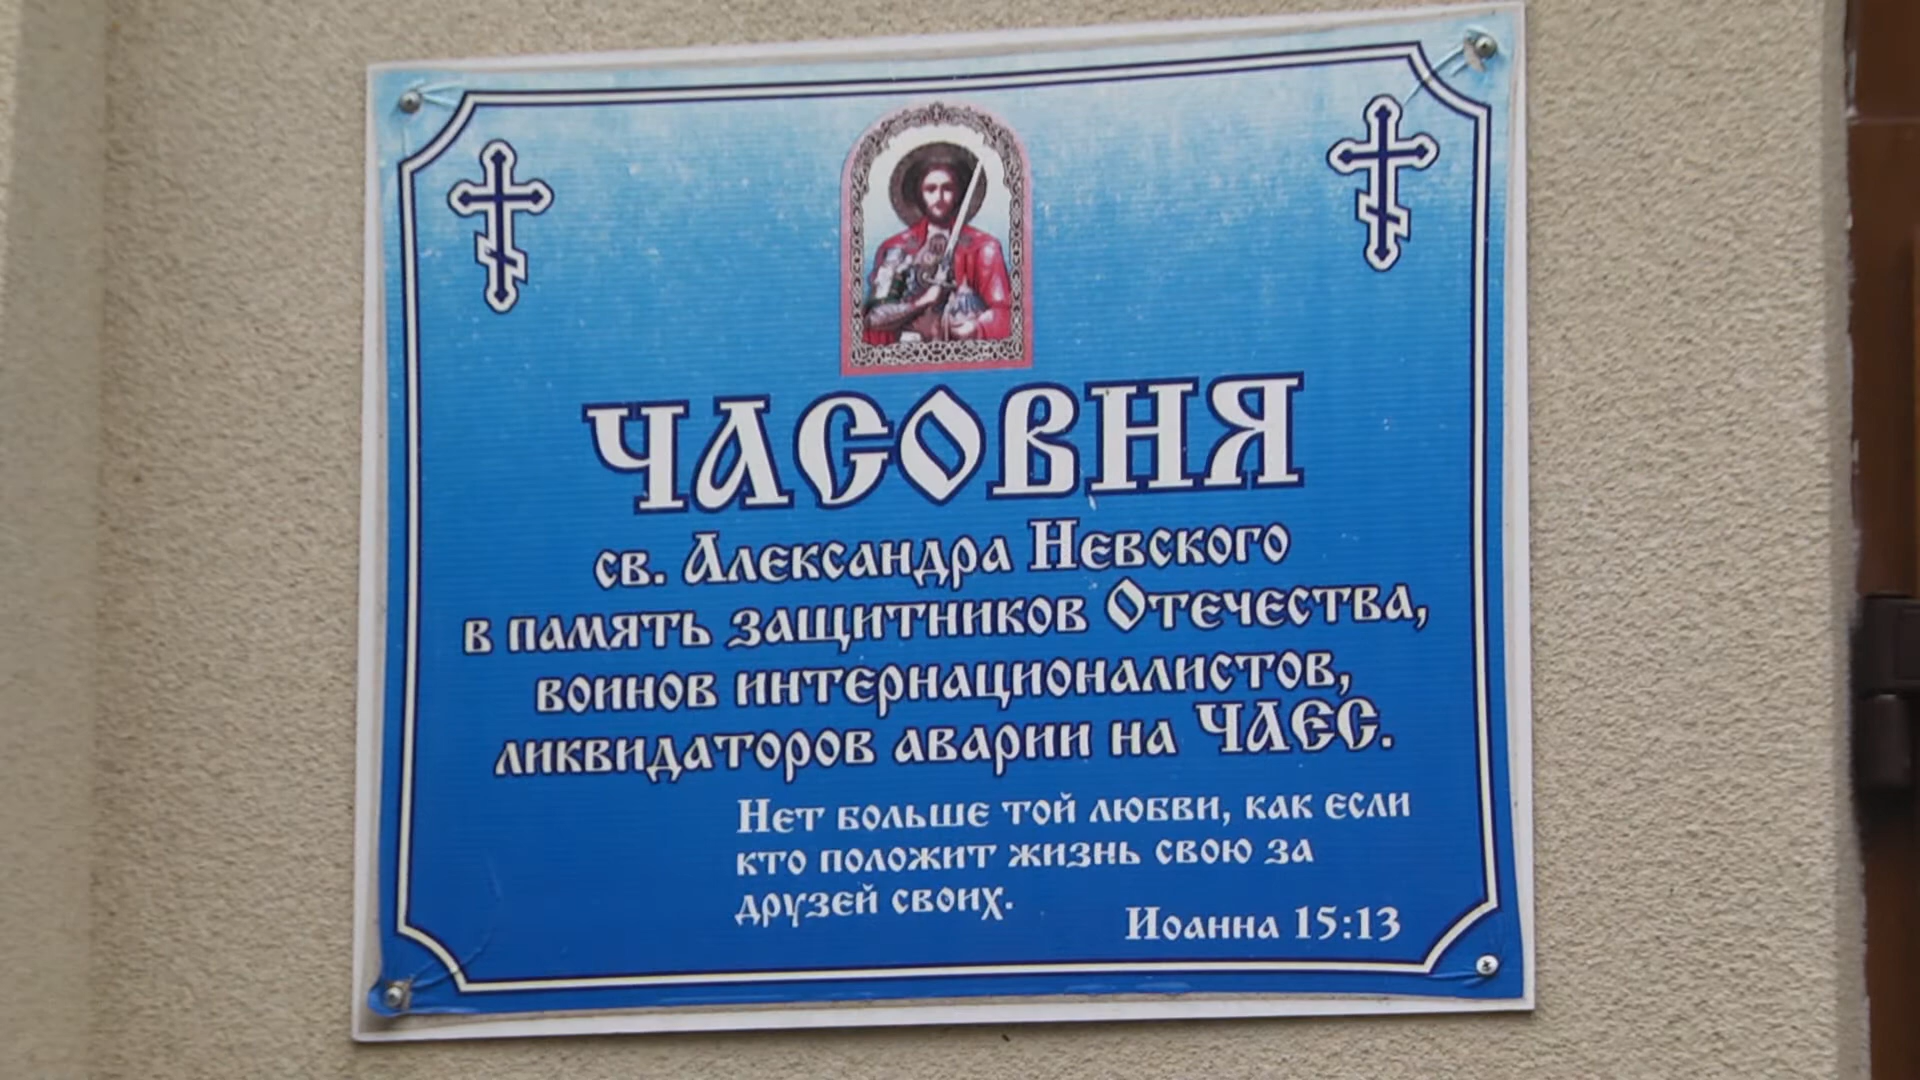 ЧАСОВНЯ
св. Александра Невского
в память защитников Отечества,
воинов интернационалистов,
ликвидаторов аварии на ЧАЕС.
Нет больше той любви, как если
кто положит жизнь свою за
друзей своих.
Иоанна 15:13